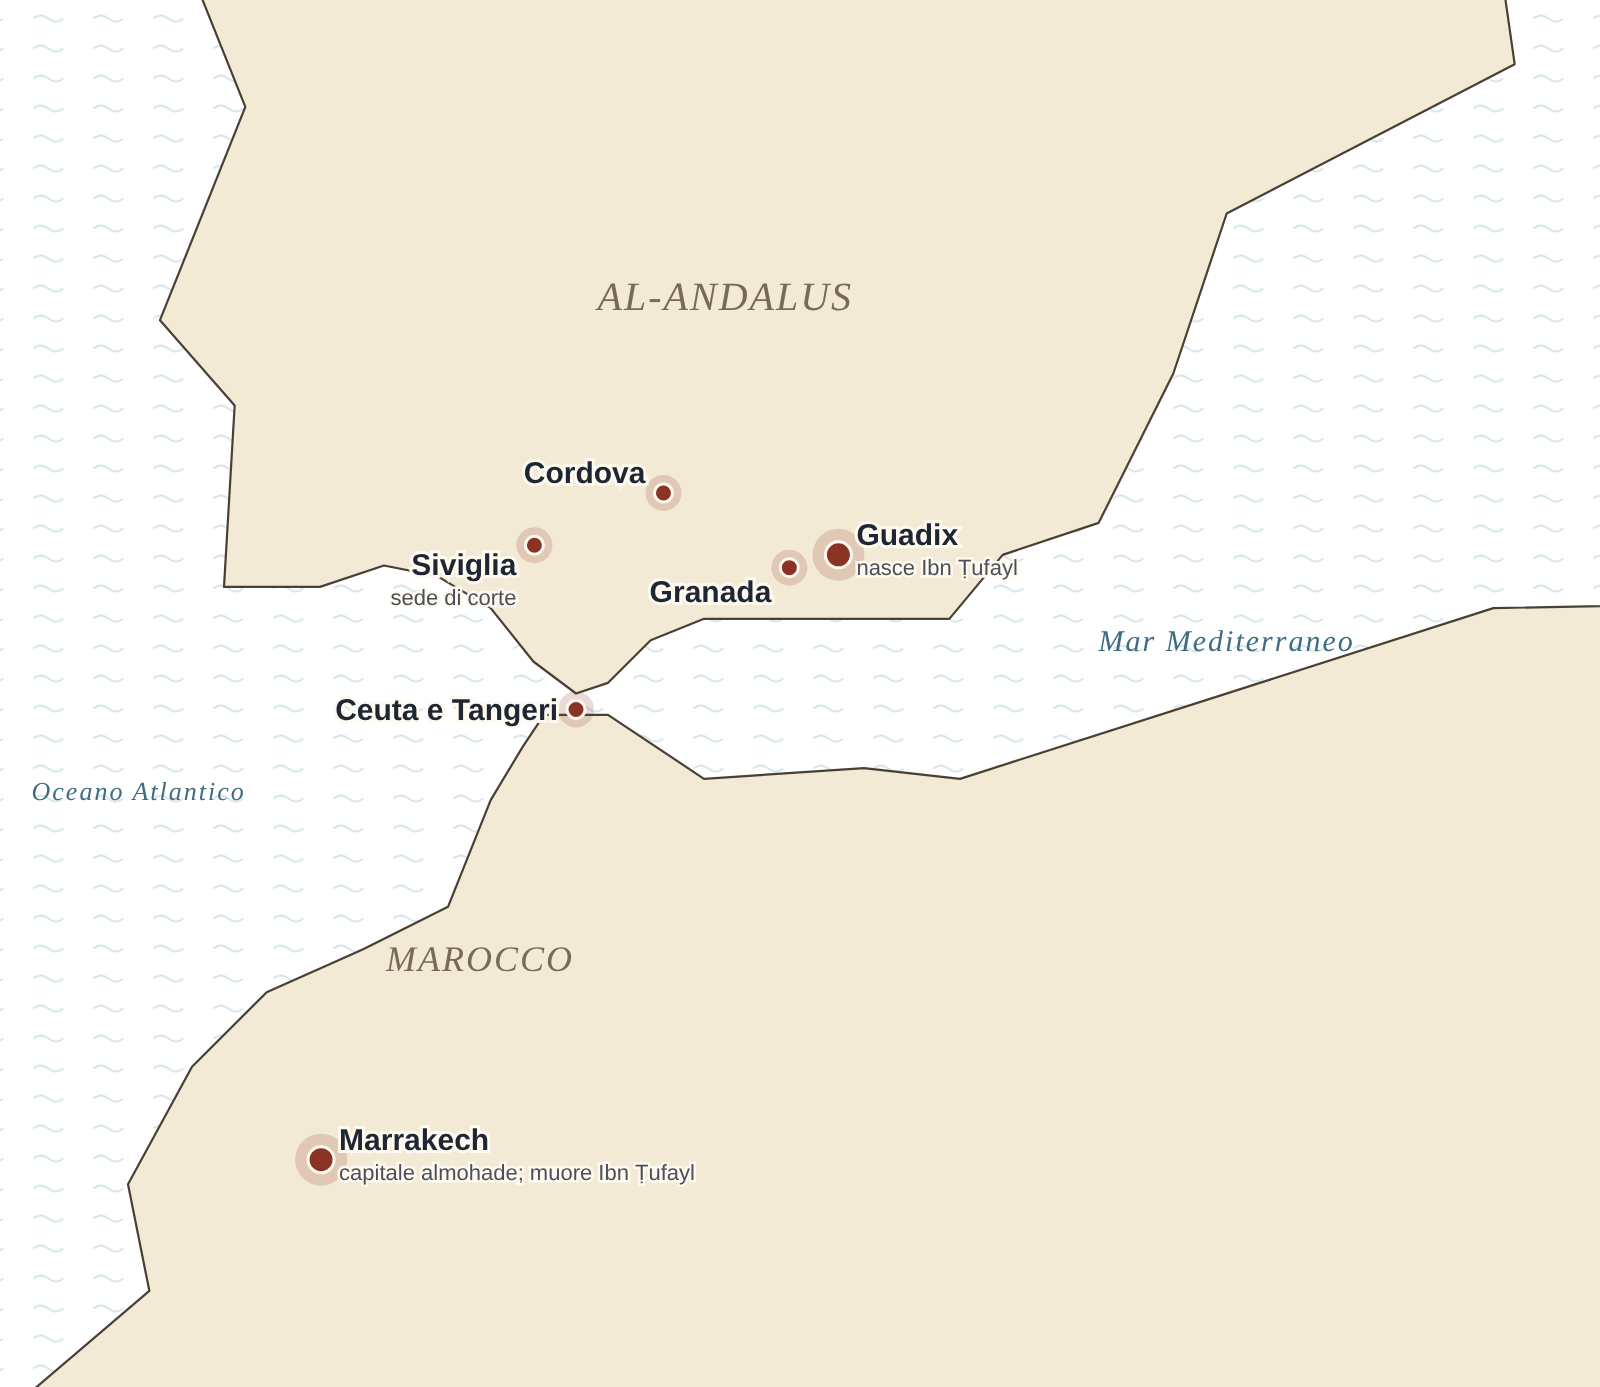 AL-ANDALUS
Cordova
Guadix
nasce Ibn Ṭufayl
Siviglia
sede di corte
Granada
Mar Mediterraneo
Ceuta e Tangeri
Oceano Atlantico
MAROCCO
Marrakech
capitale almohade; muore Ibn Ṭufayl